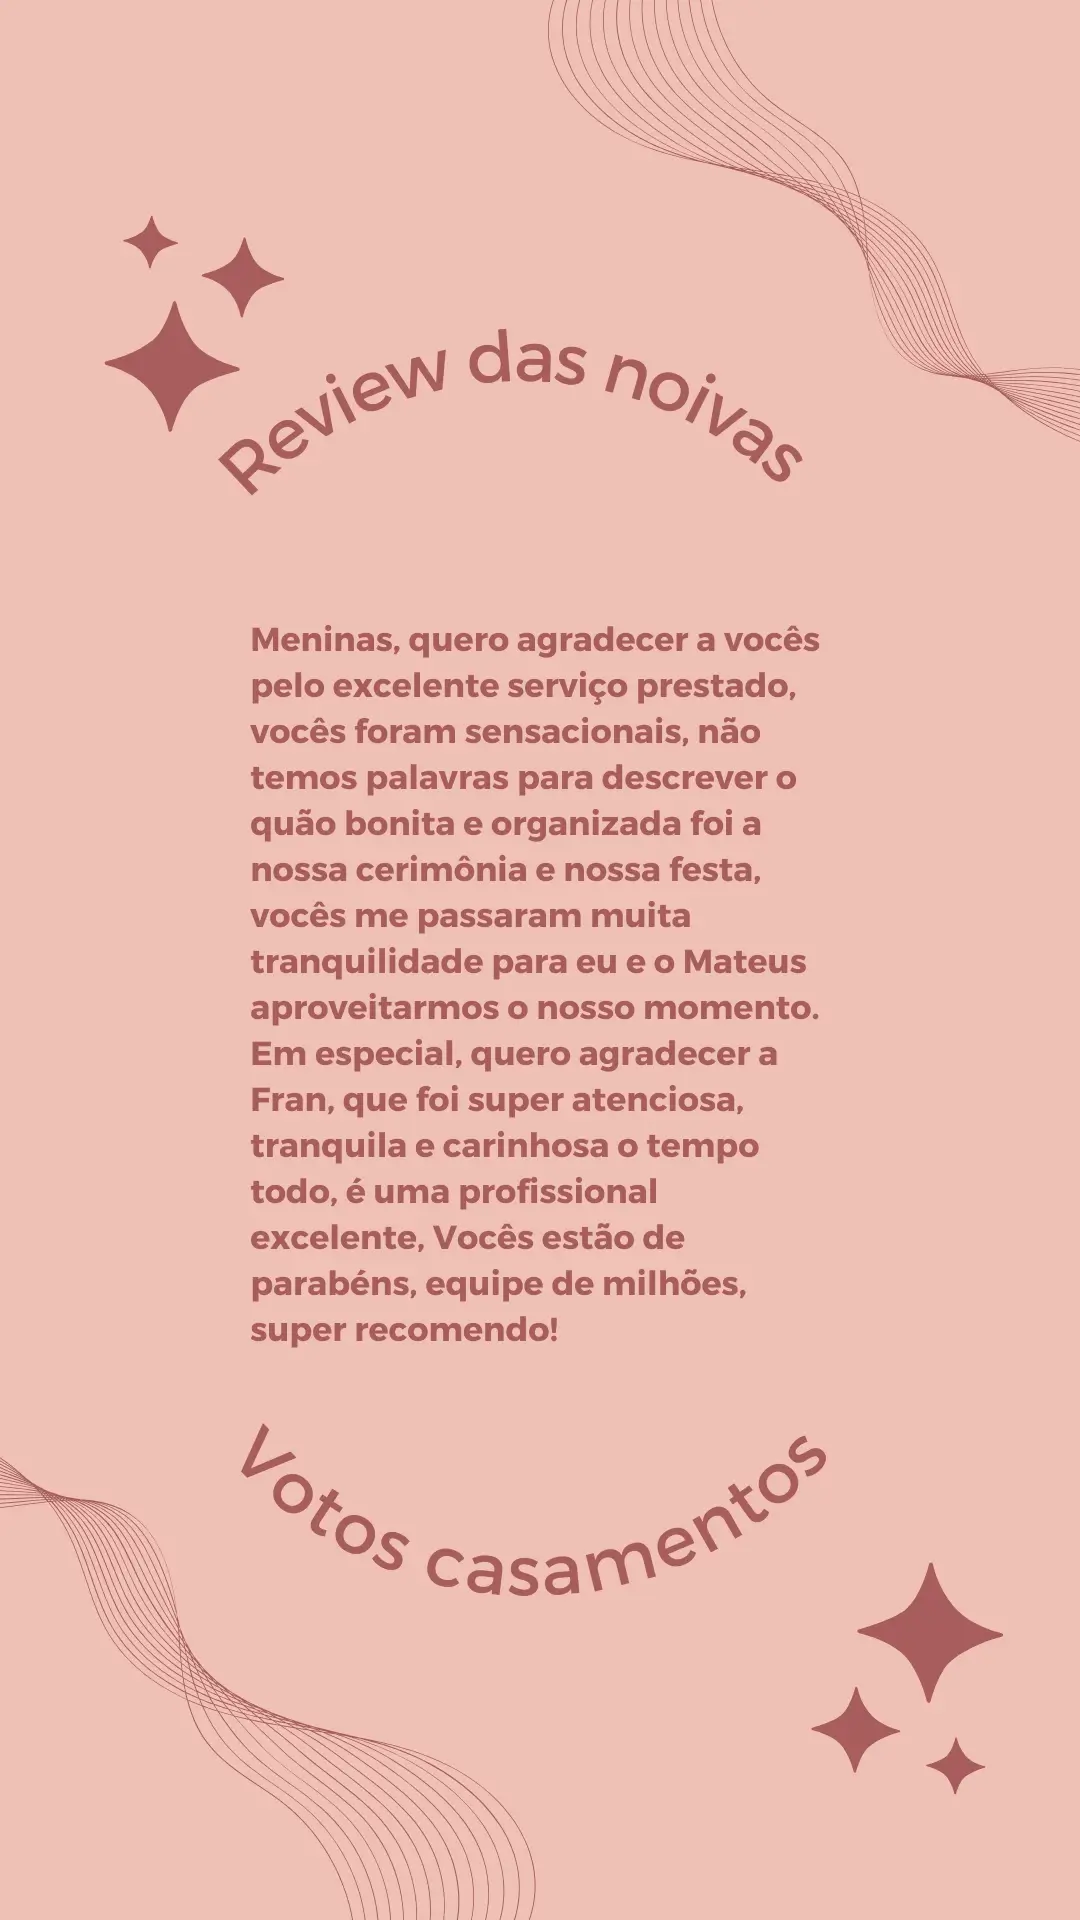 Review das noivas
Meninas, quero agradecer a vocês
pelo excelente serviço prestado,
vocês foram sensacionais, não
temos palavras para descrever o
quão bonita e organizada foi a
nossa cerimônia e nossa festa,
vocês me passaram muita
tranquilidade para eu e o Mateus
aproveitarmos o nosso momento.
Em especial, quero agradecer a
Fran, que foi super atenciosa,
tranquila e carinhosa o tempo
todo, é uma profissional
excelente, Vocês estão de
parabéns, equipe de milhões,
super recomendo!
Votos casamentos